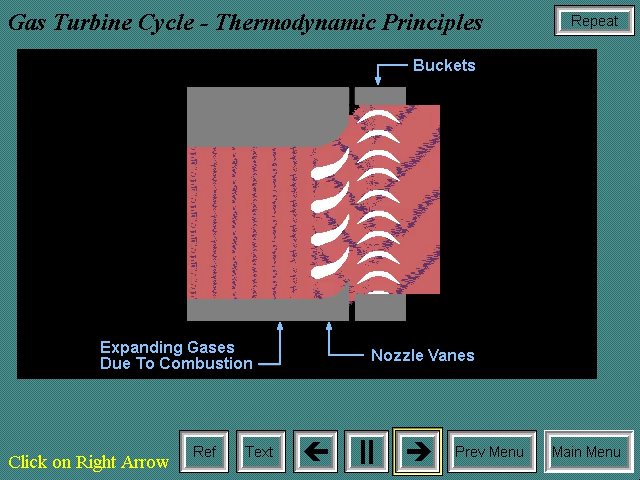 Gas Turbine Cycle - Thermodynamic Principles
Repeat
Buckets
Expanding Gases
Due To Combustion
Nozzle Vanes
Click on Right Arrow
Ref
Text
Prev Menu
Main Menu